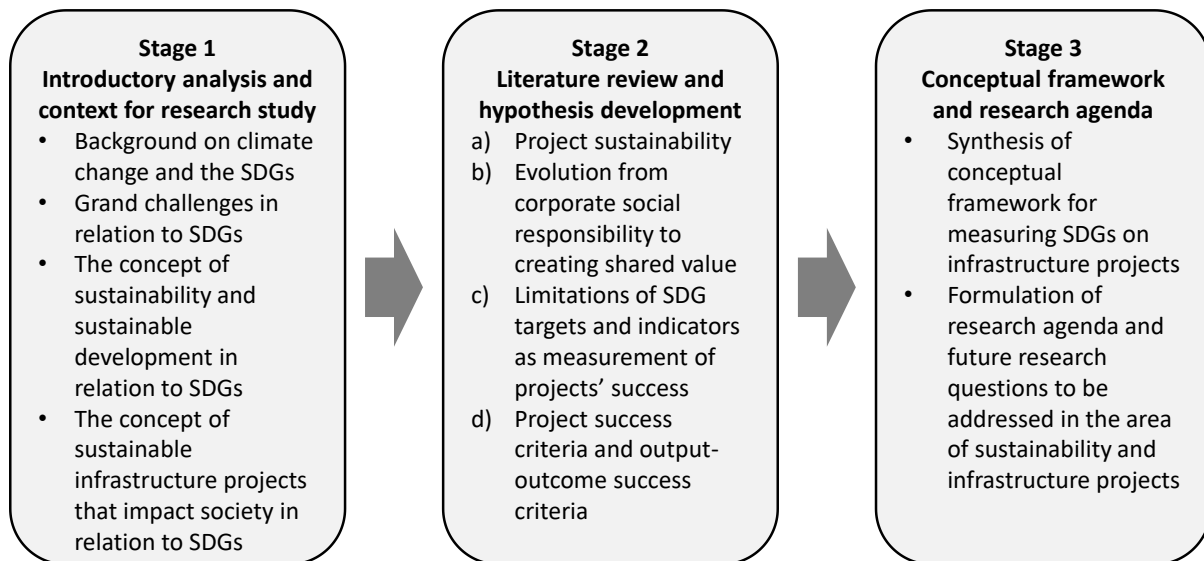 Stage 1
Introductory analysis and
context for research study
• Background on climate
change and the SDGs
• Grand challenges in
relation to SDGs
• The concept of
sustainability and
sustainable
development in
relation to SDGs
• The concept of
sustainable
infrastructure projects
that impact society in
relation to SDGs
Stage 2
Literature review and
hypothesis development
a) Project sustainability
b) Evolution from
corporate social
responsibility to
creating shared value
c) Limitations of SDG
targets and indicators
as measurement of
projects’ success
d) Project success
criteria and output-
outcome success
criteria
Stage 3
Conceptual framework
and research agenda
• Synthesis of
conceptual
framework for
measuring SDGs on
infrastructure projects
• Formulation of
research agenda and
future research
questions to be
addressed in the area
of sustainability and
infrastructure projects